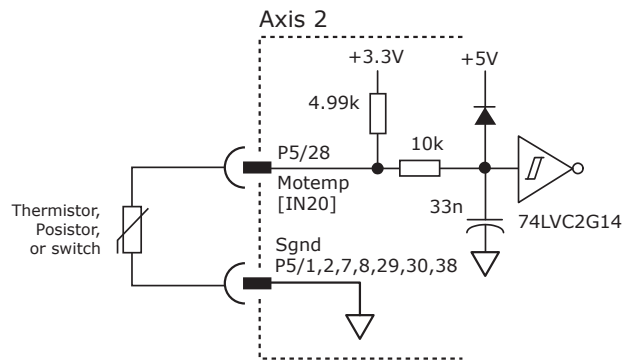 Axis 2
+3.3V
+5V
4.99k
10k
P5/28
Motemp
[IN20]
33n
74LVC2G14
Thermistor,
Posistor,
or switch
Sgnd
P5/1,2,7,8,29,30,38